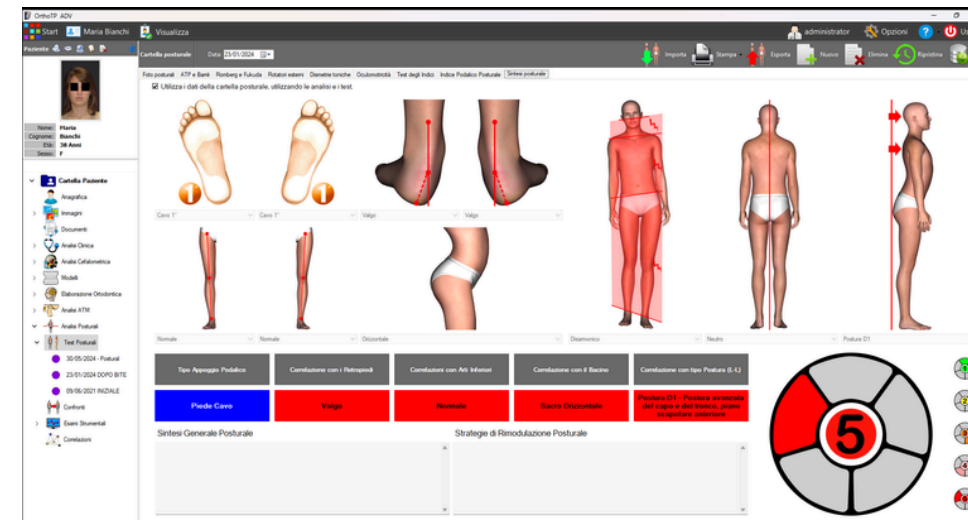 OrthoTP ADV
Start Maria Bianchi Visualizza administrator Opzioni
Paziente
Cartella posturale Data: 23/01/2024 Importa Stampa Esporta Nuovo Elimina Ripristina
Foto posturali ATP e Barrè Romberg e Fukuda Rotatori esterni Diametrie toniche Oculomotricità Test degli Indici Indice Podalico Posturale Sintesi posturale
Utilizza i dati della cartella posturale, utilizzando le analisi e i test.
Nome: Maria
Cognome: Bianchi
Età: 38 Anni
Sesso: F
Cartella Paziente
Anagrafica
Immagini
Documenti
Analisi Clinica
Analisi Cefalometrica
Modelli
Elaborazione Ortodontica
Analisi ATM
Analisi Posturali
Test Posturali
30/05/2024 - Postural
23/01/2024 DOPO BITE
09/06/2021 INIZIALE
Confronti
Esami Strumentali
Correlazioni
1 1
Cavo 1° Cavo 1° Valgo Valgo
Normale Normale Orizzontale Disarmonico Neutro Postura D1
Tipo Appoggio Podalico Correlazione con i Retropiedi Correlazioni con Arti Inferiori Correlazione con il Bacino Correlazione con tipo Postura (L-L)
Piede Cavo Valgo Normale Sacro Orizzontale Postura D1 - Postura avanzata
del capo e del tronco, piano
scapolare anteriore
Sintesi Generale Posturale Strategie di Rimodulazione Posturale
5